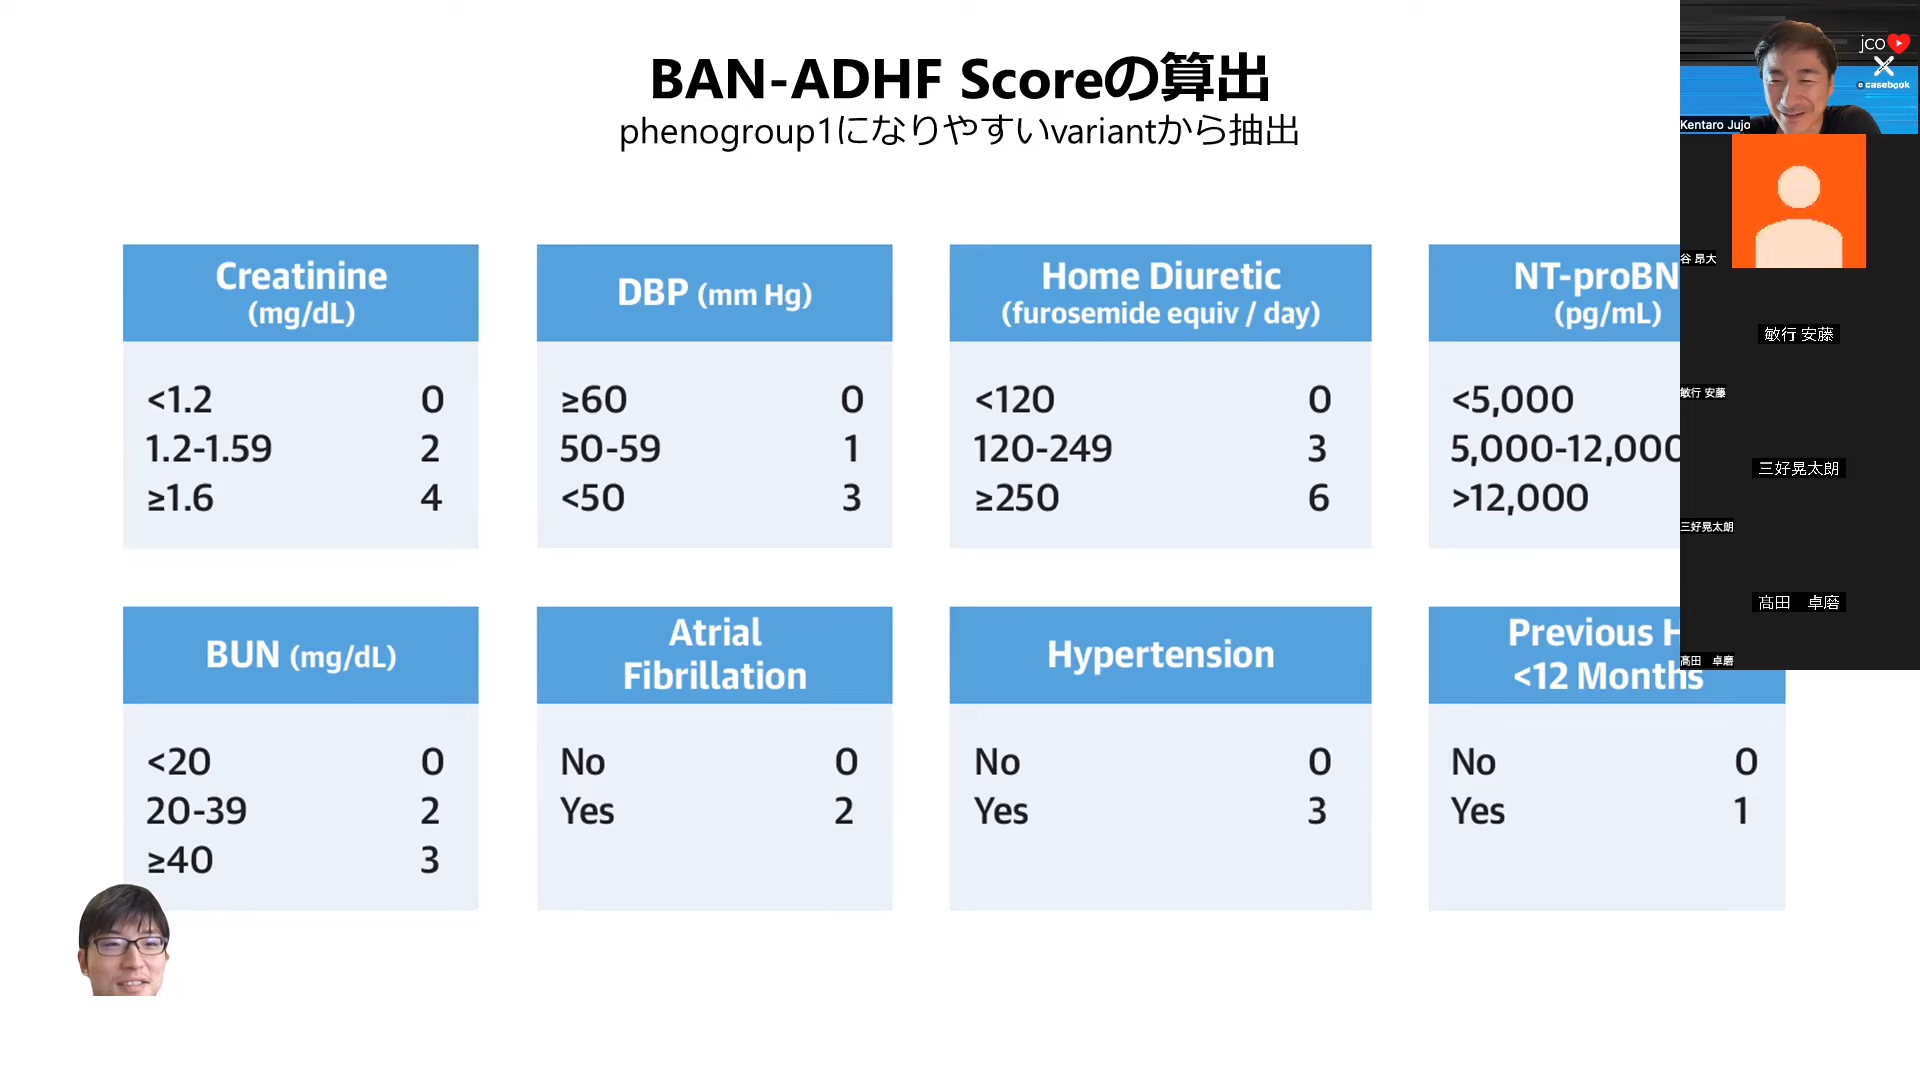 BAN-ADHF Scoreの算出
phenogroup1になりやすいvariantから抽出
Creatinine
(mg/dL)
<1.2 0
1.2-1.59 2
≥1.6 4
DBP (mm Hg)
≥60 0
50-59 1
<50 3
Home Diuretic
(furosemide equiv / day)
<120 0
120-249 3
≥250 6
NT-proBN
(pg/mL)
<5,000
5,000-12,000
>12,000
BUN (mg/dL)
<20 0
20-39 2
≥40 3
Atrial
Fibrillation
No 0
Yes 2
Hypertension
No 0
Yes 3
Previous H
<12 Months
No 0
Yes 1
jco
e casebook
Kentaro Jujo
谷 昂大
敏行 安藤
敏行 安藤
三好晃太朗
三好晃太朗
髙田　卓磨
髙田　卓磨